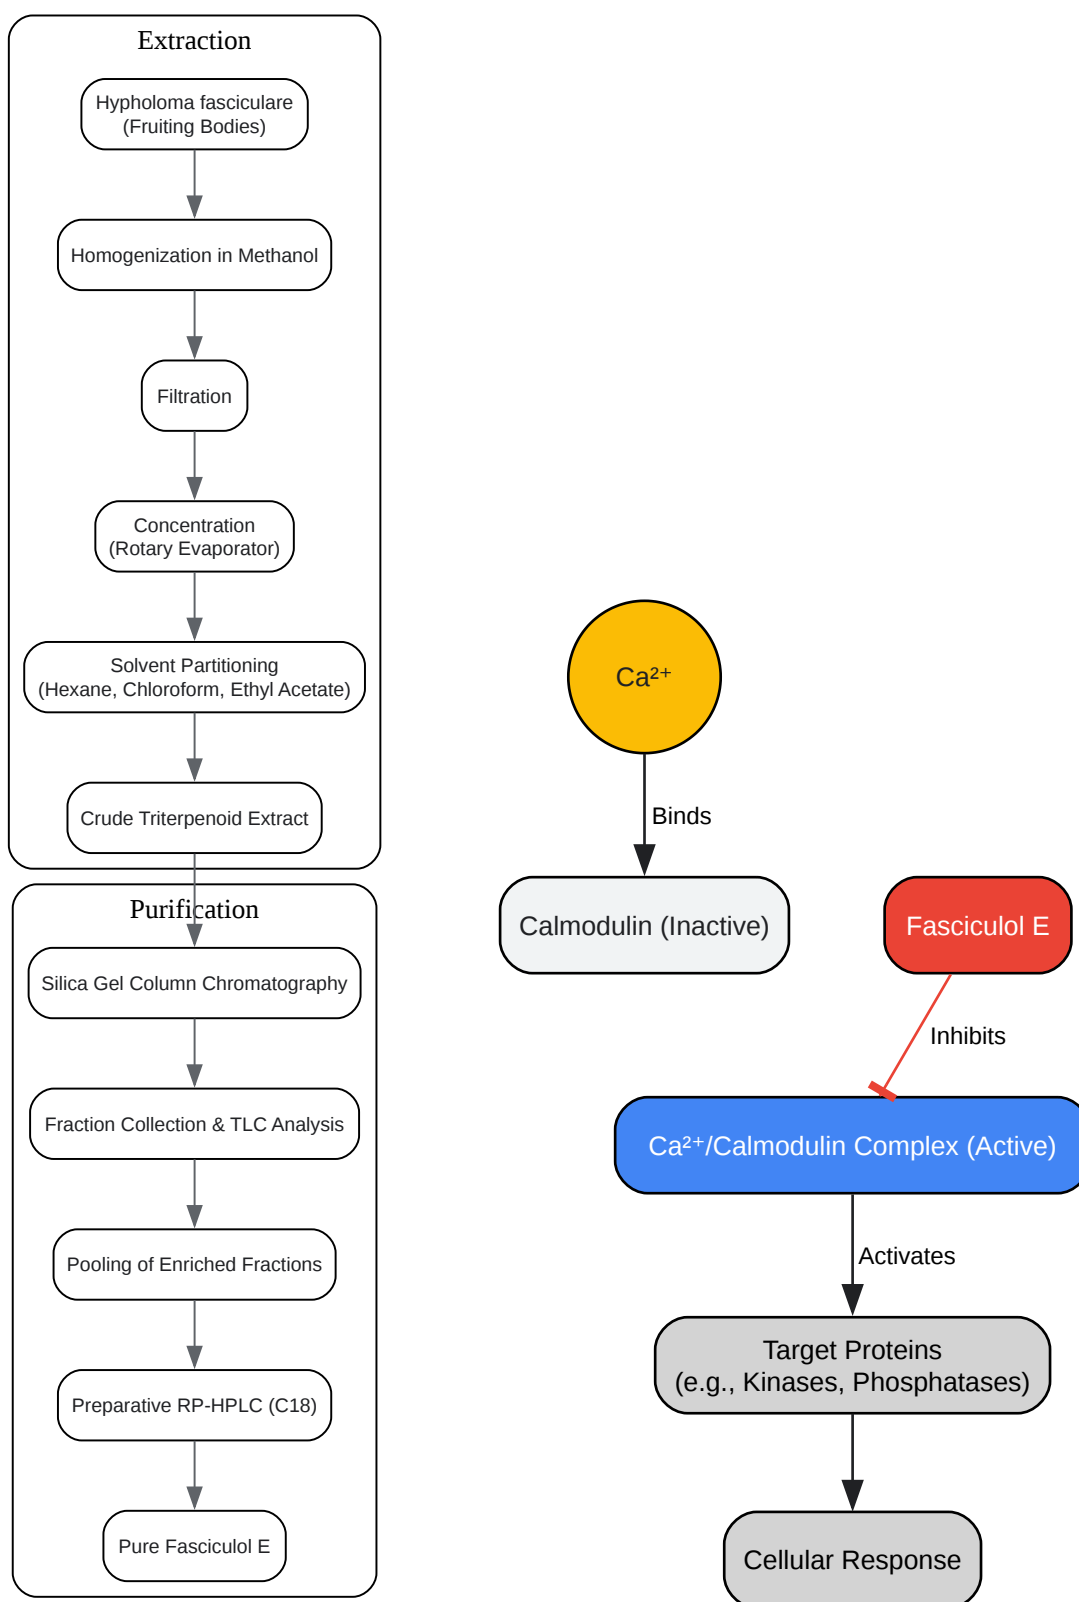 Extraction
Hypholoma fasciculare
(Fruiting Bodies)
Homogenization in Methanol
Filtration
Concentration
(Rotary Evaporator)
Solvent Partitioning
(Hexane, Chloroform, Ethyl Acetate)
Crude Triterpenoid Extract
Purification
Silica Gel Column Chromatography
Fraction Collection & TLC Analysis
Pooling of Enriched Fractions
Preparative RP-HPLC (C18)
Pure Fasciculol E
Ca²⁺
Binds
Calmodulin (Inactive)
Fasciculol E
Inhibits
Ca²⁺/Calmodulin Complex (Active)
Activates
Target Proteins
(e.g., Kinases, Phosphatases)
Cellular Response